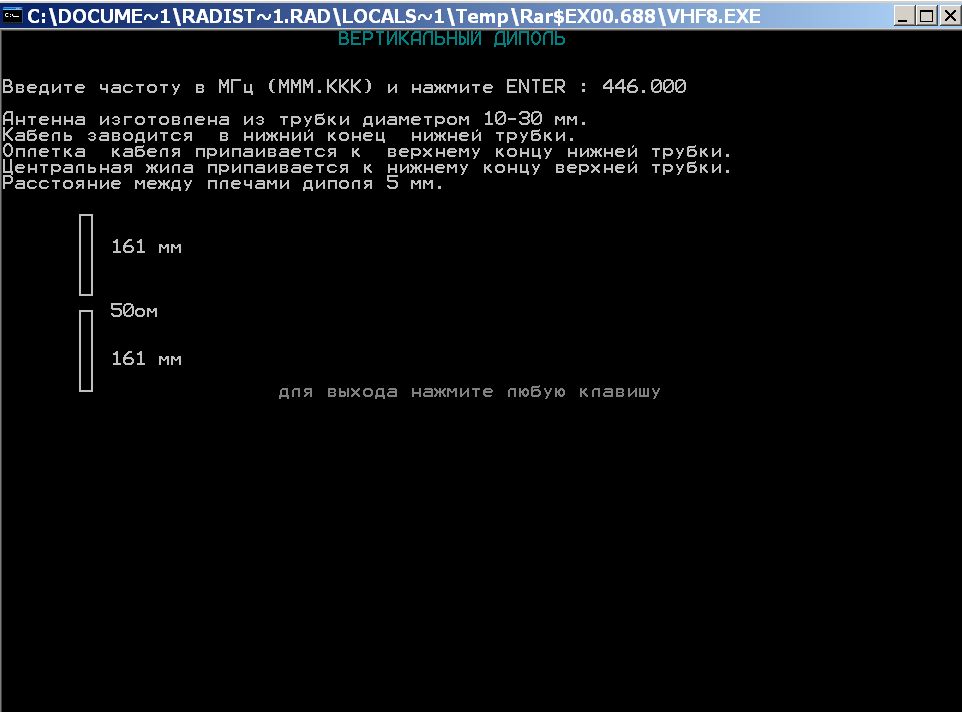 C:\DOCUME~1\RADIST~1.RAD\LOCALS~1\Temp\Rar$EX00.688\VHF8.EXE
ВЕРТИКАЛЬНЫЙ ДИПОЛЬ
Введите частоту в МГц (МММ.ККК) и нажмите ENTER : 446.000
Антенна изготовлена из трубки диаметром 10-30 мм.
Кабель заводится в нижний конец нижней трубки.
Оплетка кабеля припаивается к верхнему концу нижней трубки.
Центральная жила припаивается к нижнему концу верхней трубки.
Расстояние между плечами диполя 5 мм.
161 мм
50ом
161 мм
для выхода нажмите любую клавишу